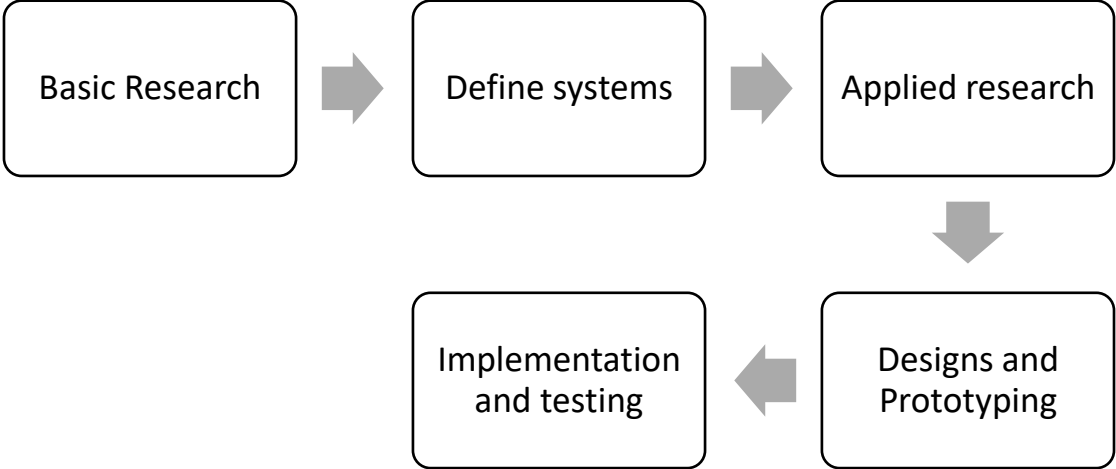 Basic Research
Define systems
Applied research
Designs and
Prototyping
Implementation
and testing